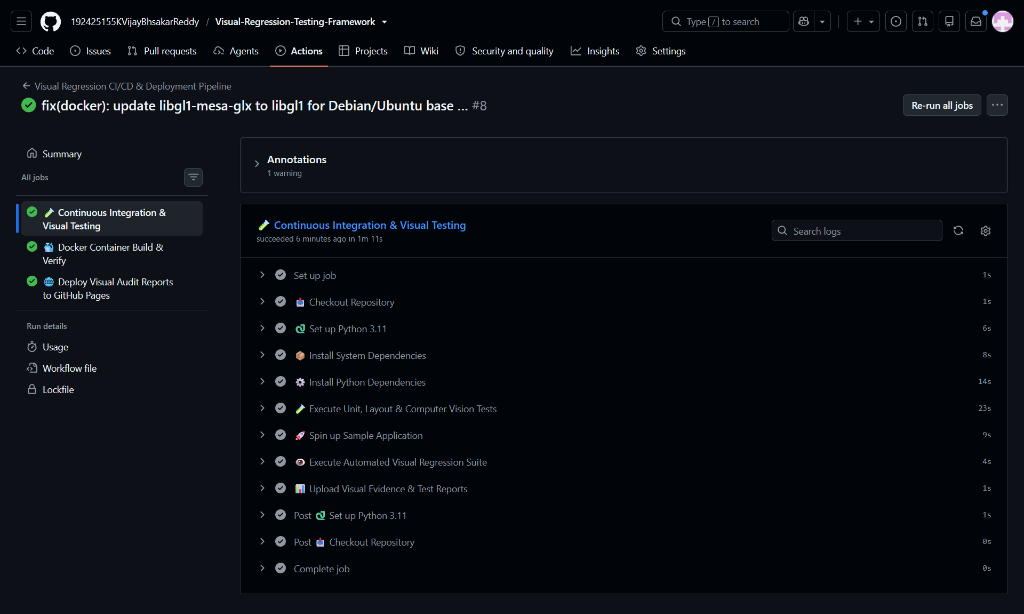 192425155KVijayBhsakarReddy / Visual-Regression-Testing-Framework
Type / to search
Code
Issues
Pull requests
Agents
Actions
Projects
Wiki
Security and quality
Insights
Settings
Visual Regression CI/CD & Deployment Pipeline
fix(docker): update libgl1-mesa-glx to libgl1 for Debian/Ubuntu base ... #8
Re-run all jobs
Summary
All jobs
Continuous Integration &
Visual Testing
Docker Container Build &
Verify
Deploy Visual Audit Reports
to GitHub Pages
Run details
Usage
Workflow file
Lockfile
Annotations
1 warning
Continuous Integration & Visual Testing
succeeded 6 minutes ago in 1m 11s
Search logs
Set up job 1s
Checkout Repository 1s
Set up Python 3.11 6s
Install System Dependencies 8s
Install Python Dependencies 14s
Execute Unit, Layout & Computer Vision Tests 23s
Spin up Sample Application 9s
Execute Automated Visual Regression Suite 4s
Upload Visual Evidence & Test Reports 1s
Post Set up Python 3.11 1s
Post Checkout Repository 0s
Complete job 0s